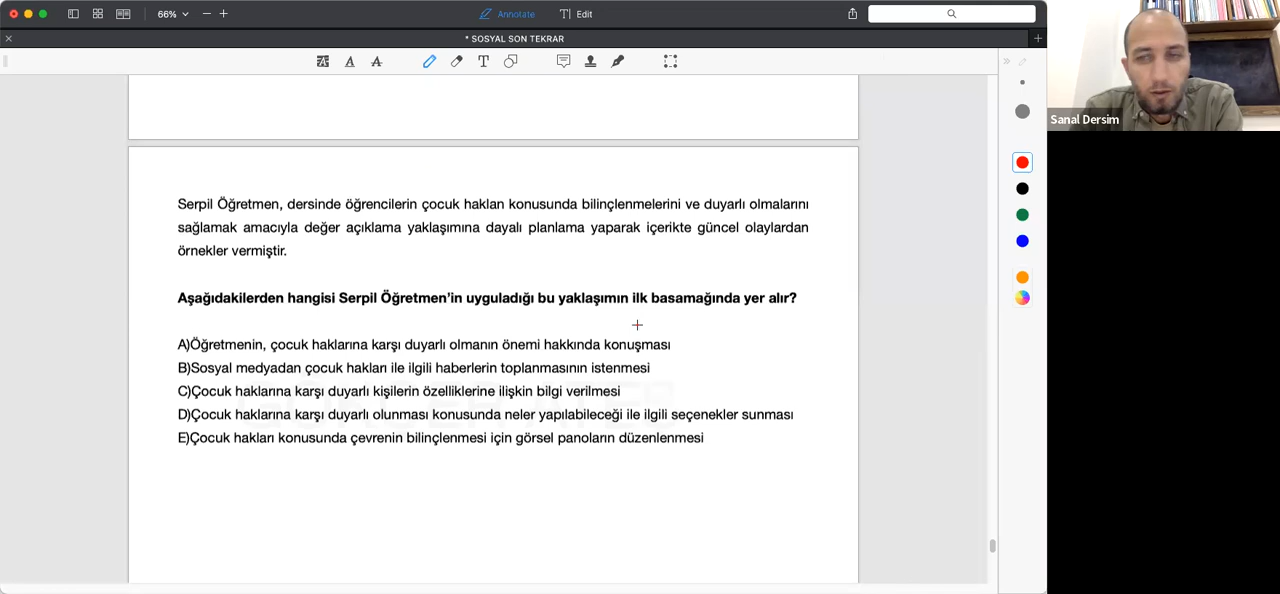 66%
Annotate
T Edit
* SOSYAL SON TEKRAR
Sanal Dersim
Serpil Öğretmen, dersinde öğrencilerin çocuk hakları konusunda bilinçlenmelerini ve duyarlı olmalarını
sağlamak amacıyla değer açıklama yaklaşımına dayalı planlama yaparak içerikte güncel olaylardan
örnekler vermiştir.
Aşağıdakilerden hangisi Serpil Öğretmen'in uyguladığı bu yaklaşımın ilk basamağında yer alır?
A)Öğretmenin, çocuk haklarına karşı duyarlı olmanın önemi hakkında konuşması
B)Sosyal medyadan çocuk hakları ile ilgili haberlerin toplanmasının istenmesi
C)Çocuk haklarına karşı duyarlı kişilerin özelliklerine ilişkin bilgi verilmesi
D)Çocuk haklarına karşı duyarlı olunması konusunda neler yapılabileceği ile ilgili seçenekler sunması
E)Çocuk hakları konusunda çevrenin bilinçlenmesi için görsel panoların düzenlenmesi